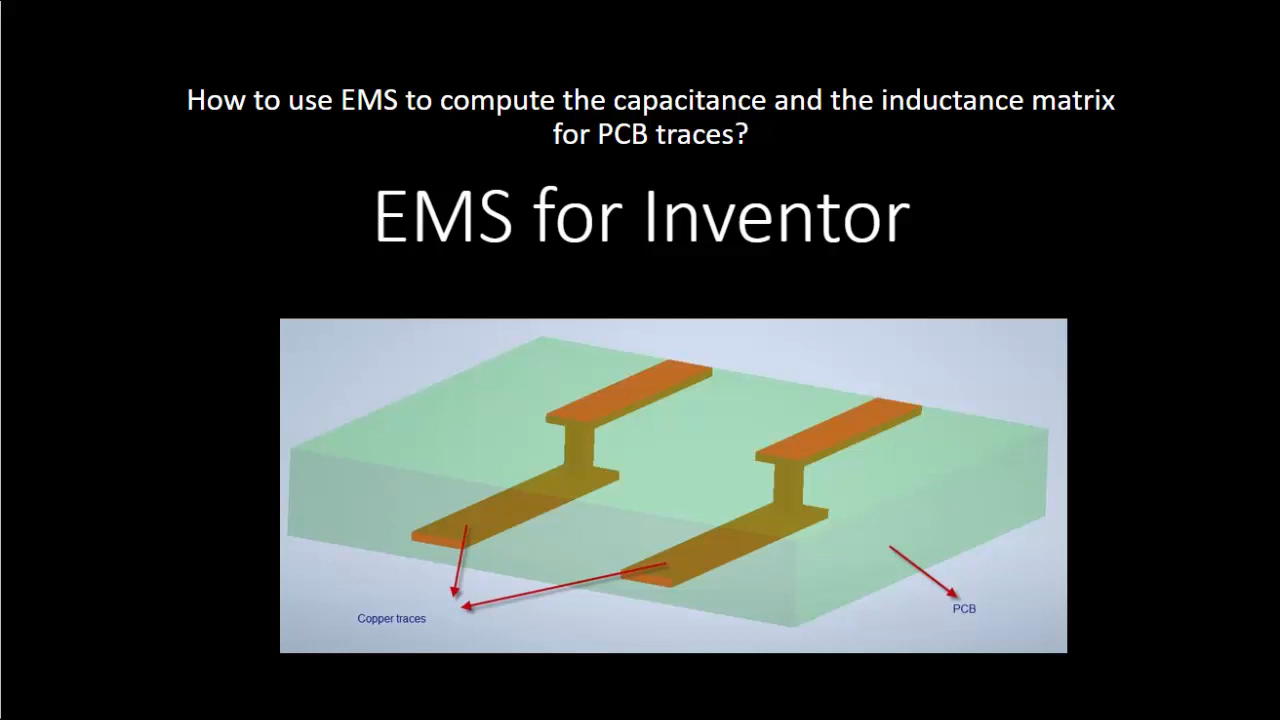 How to use EMS to compute the capacitance and the inductance matrix
for PCB traces?
EMS for Inventor
Copper traces
PCB